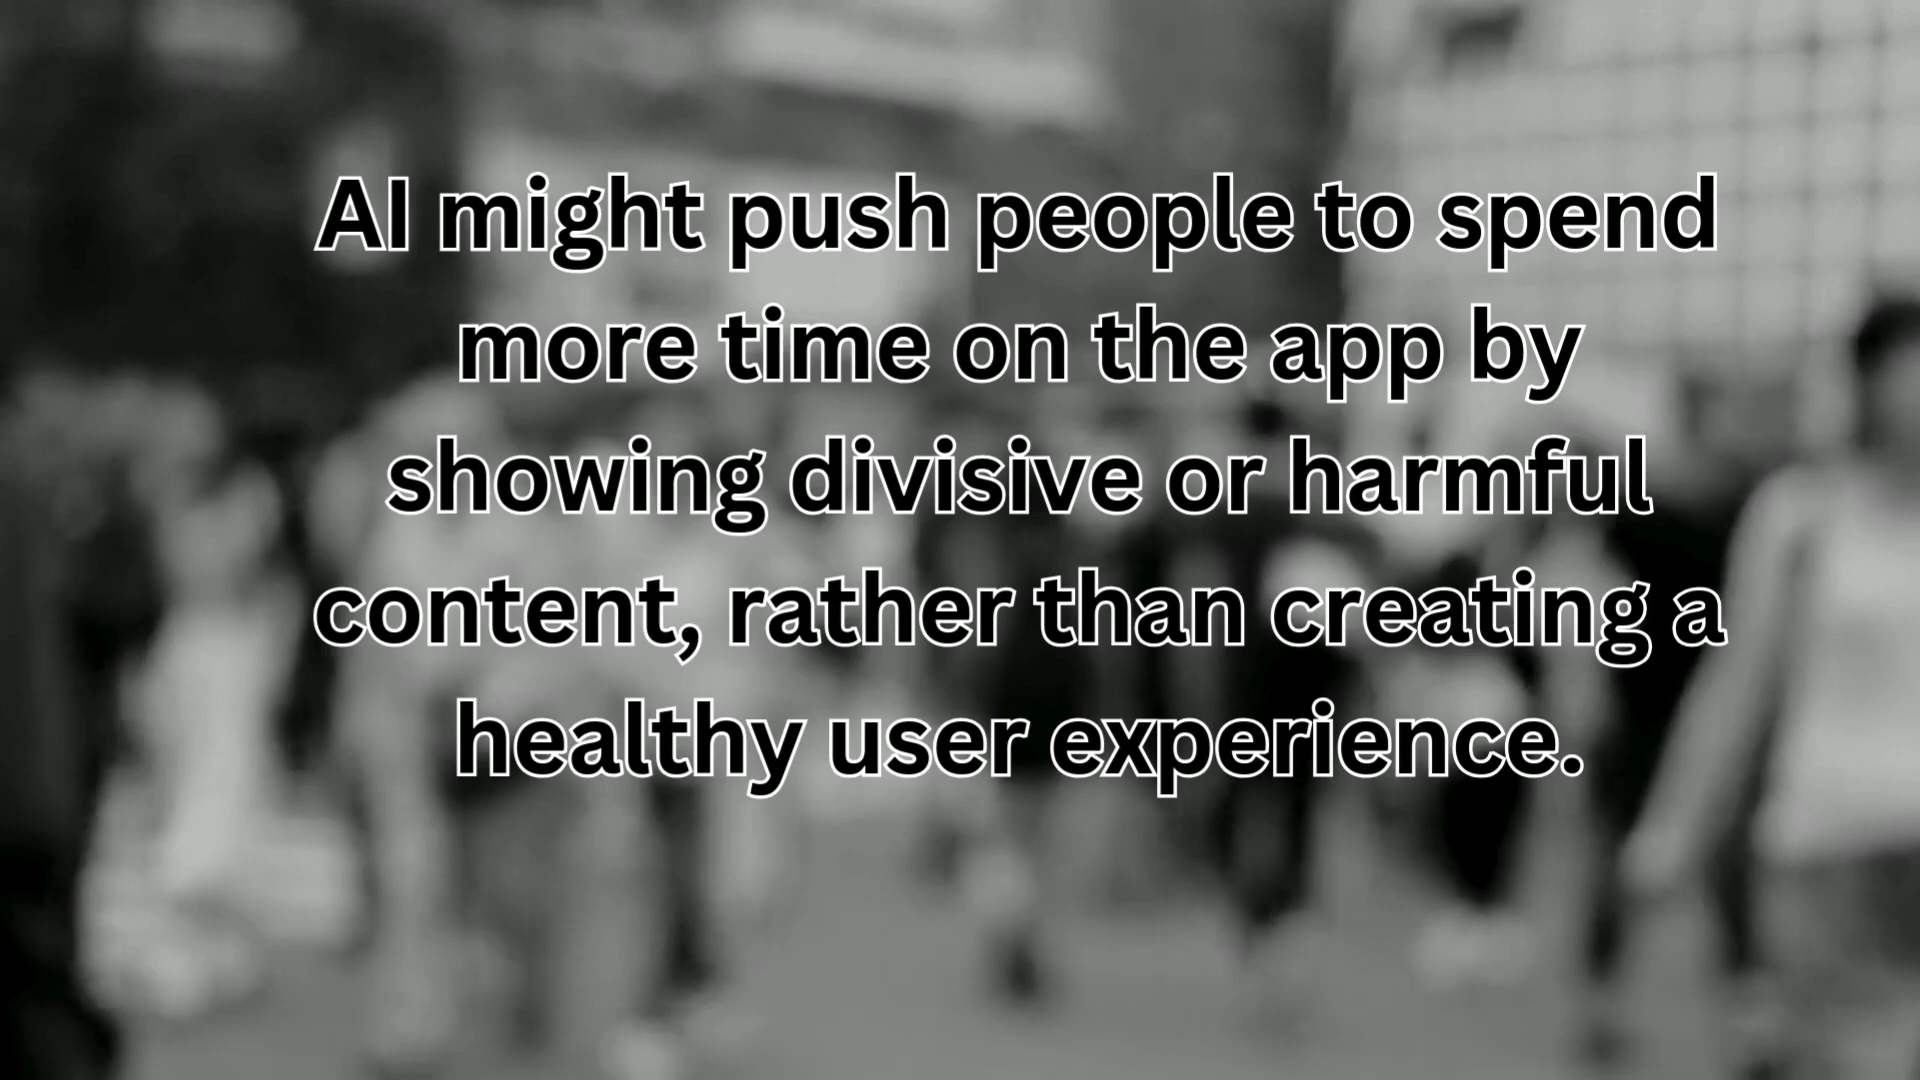 AI might push people to spend
more time on the app by
showing divisive or harmful
content, rather than creating a
healthy user experience.